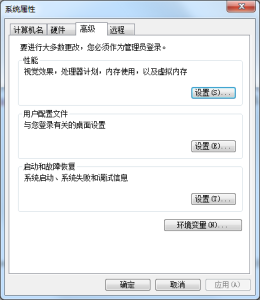 系统属性
计算机名 硬件 高级 远程
要进行大多数更改，您必须作为管理员登录。
性能
视觉效果，处理器计划，内存使用，以及虚拟内存
设置(S)...
用户配置文件
与您登录有关的桌面设置
设置(E)...
启动和故障恢复
系统启动、系统失败和调试信息
设置(T)...
环境变量(N)...
确定 取消 应用(A)